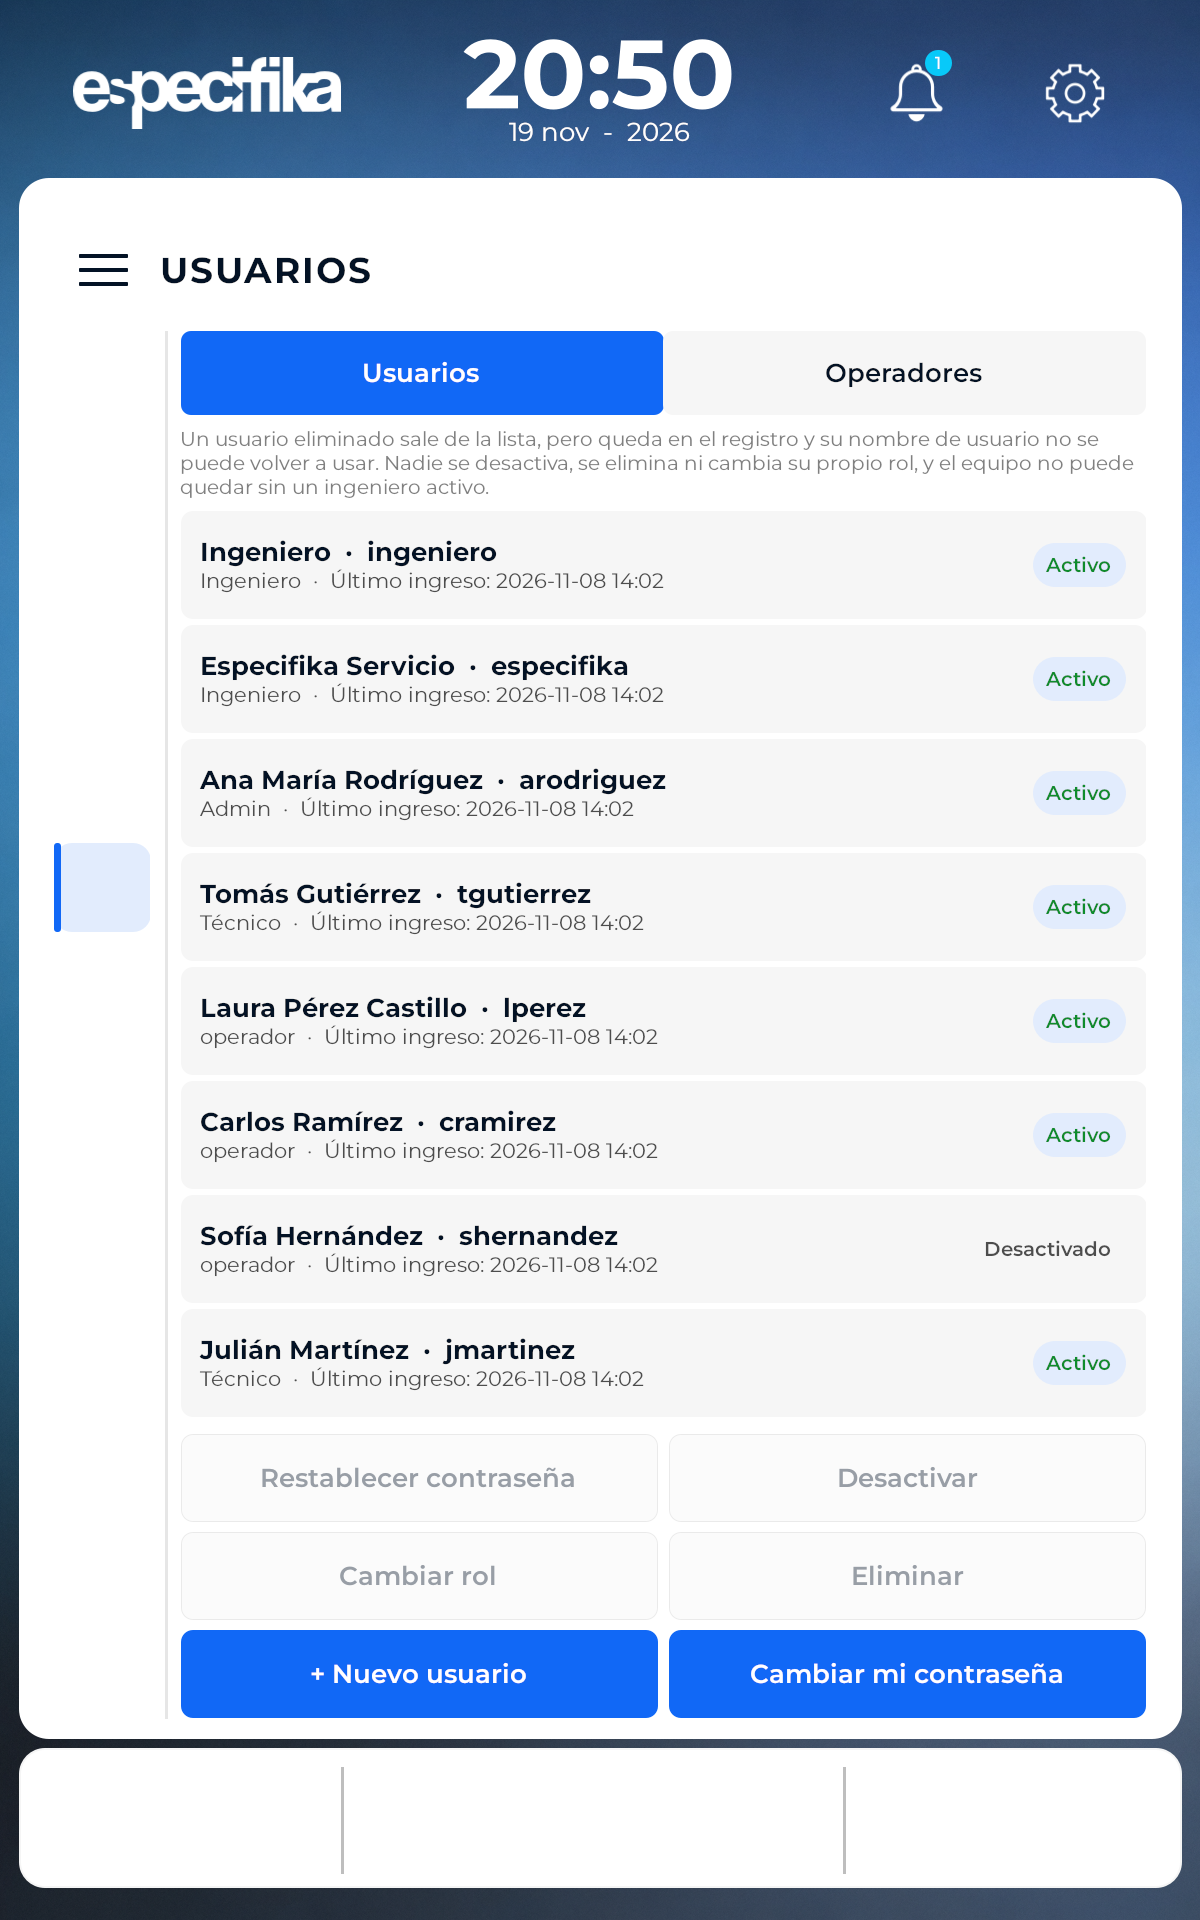 especifika
20:50
19 nov - 2026
1
USUARIOS
Usuarios
Operadores
Un usuario eliminado sale de la lista, pero queda en el registro y su nombre de usuario no se
puede volver a usar. Nadie se desactiva, se elimina ni cambia su propio rol, y el equipo no puede
quedar sin un ingeniero activo.
Ingeniero · ingeniero
Ingeniero · Último ingreso: 2026-11-08 14:02
Activo
Especifika Servicio · especifika
Ingeniero · Último ingreso: 2026-11-08 14:02
Activo
Ana María Rodríguez · arodriguez
Admin · Último ingreso: 2026-11-08 14:02
Activo
Tomás Gutiérrez · tgutierrez
Técnico · Último ingreso: 2026-11-08 14:02
Activo
Laura Pérez Castillo · lperez
operador · Último ingreso: 2026-11-08 14:02
Activo
Carlos Ramírez · cramirez
operador · Último ingreso: 2026-11-08 14:02
Activo
Sofía Hernández · shernandez
operador · Último ingreso: 2026-11-08 14:02
Desactivado
Julián Martínez · jmartinez
Técnico · Último ingreso: 2026-11-08 14:02
Activo
Restablecer contraseña
Desactivar
Cambiar rol
Eliminar
+ Nuevo usuario
Cambiar mi contraseña